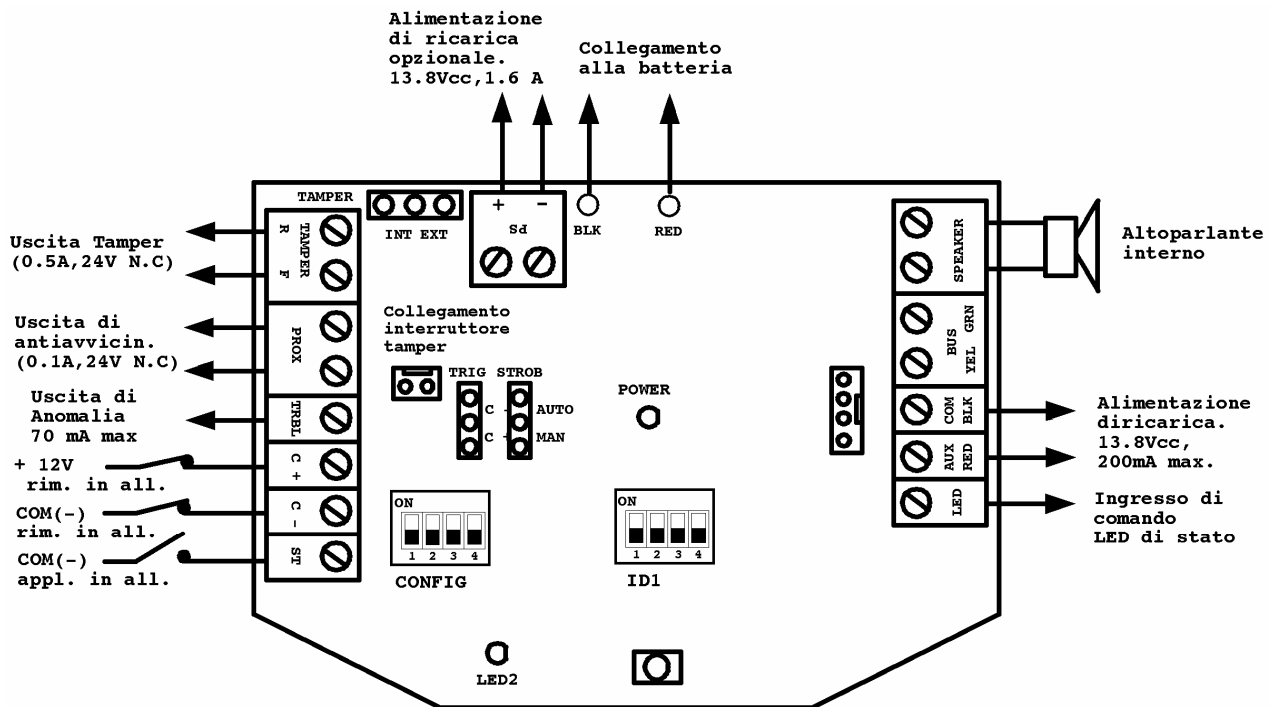 Alimentazione
di ricarica
opzionale.
13.8Vcc,1.6 A
Collegamento
alla batteria
TAMPER
INT EXT
+ -
PS
BLK
RED
Uscita Tamper
(0.5A,24V N.C)
R
F
TAMPER
Uscita di
antiavvicin.
(0.1A,24V N.C)
PROX
Uscita di
Anomalia
70 mA max
TRBL
+ 12V
rim. in all.
C +
COM(-)
rim. in all.
C -
COM(-)
appl. in all.
ST
Collegamento
interruttore
tamper
TRIG STROB
C -
C +
AUTO
MAN
POWER
ON
1 2 3 4
CONFIG
ON
1 2 3 4
ID1
LED2
SPEAKER
Altoparlante
interno
BUS
YEL GRN
COM
BLK
AUX
RED
LED
Alimentazione
diricarica.
13.8Vcc,
200mA max.
Ingresso di
comando
LED di stato